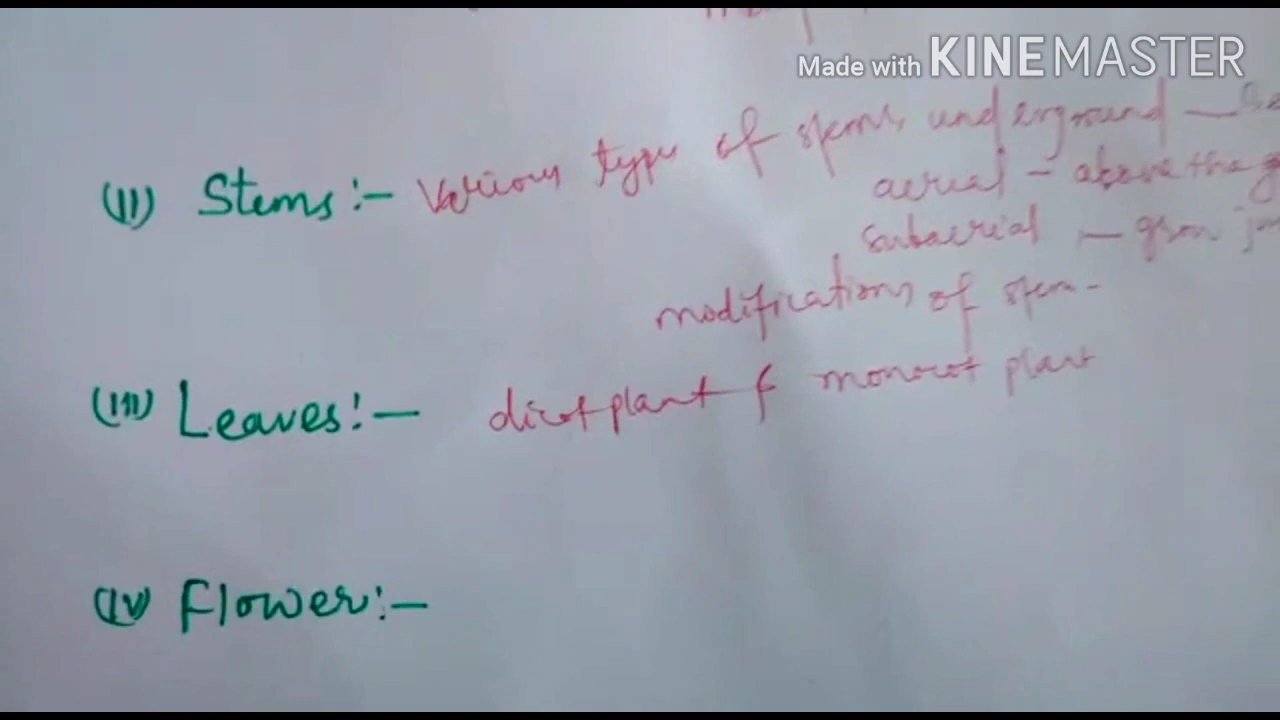 Made with KINEMASTER
(II) Stems:- Various type of stems underground —
aerial - above the
subaerial — grow
modifications of stem -
(III) Leaves:- dicot plant & monocot plant
(IV) Flower:-